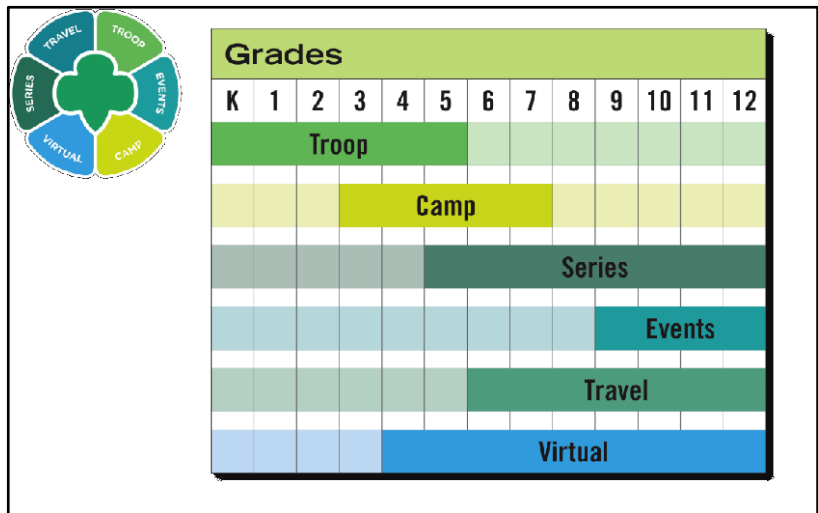 TRAVEL
TROOP
SERIES
EVENTS
VIRTUAL
CAMP
Grades
K 1 2 3 4 5 6 7 8 9 10 11 12
Troop
Camp
Series
Events
Travel
Virtual